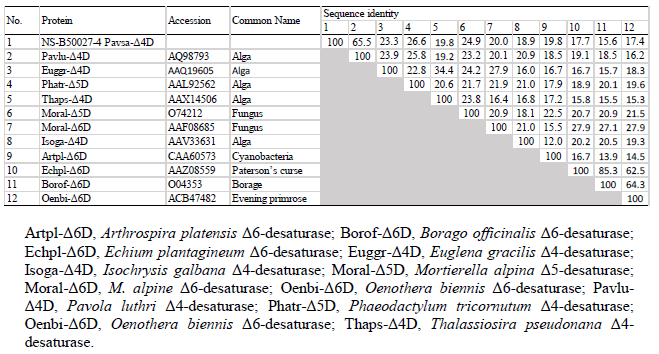 No. Protein Accession Common Name Sequence identity
1 2 3 4 5 6 7 8 9 10 11 12
1 NS-B50027-4 Pavsa-Δ4D 100 65.5 23.3 26.6 19.8 24.9 20.0 18.9 19.8 17.7 15.6 17.4
2 Pavlu-Δ4D AQ98793 Alga 100 23.9 25.8 19.2 23.2 20.1 20.9 18.5 19.1 18.5 16.2
3 Euggr-Δ4D AAQ19605 Alga 100 22.8 34.4 24.2 27.9 16.0 16.7 16.7 15.7 18.3
4 Phatr-Δ5D AAL92562 Alga 100 20.6 21.7 21.9 21.0 17.9 18.9 20.1 19.6
5 Thaps-Δ4D AAX14506 Alga 100 23.8 16.4 16.8 17.2 15.8 15.5 15.3
6 Moral-Δ5D O74212 Fungus 100 20.9 18.1 22.5 20.7 20.9 21.5
7 Moral-Δ6D AAF08685 Fungus 100 21.0 15.5 27.9 27.1 27.9
8 Isoga-Δ4D AAV33631 Alga 100 12.0 20.2 20.5 19.3
9 Artpl-Δ6D CAA60573 Cyanobacteria 100 16.7 13.9 14.5
10 Echpl-Δ6D AAZ08559 Paterson's curse 100 85.3 62.5
11 Borof-Δ6D O04353 Borage 100 64.3
12 Oenbi-Δ6D ACB47482 Evening primrose 100
Artpl-Δ6D, Arthrospira platensis Δ6-desaturase; Borof-Δ6D, Borago officinalis Δ6-desaturase;
Echpl-Δ6D, Echium plantagineum Δ6-desaturase; Euggr-Δ4D, Euglena gracilis Δ4-desaturase;
Isoga-Δ4D, Isochrysis galbana Δ4-desaturase; Moral-Δ5D, Mortierella alpina Δ5-desaturase;
Moral-Δ6D, M. alpine Δ6-desaturase; Oenbi-Δ6D, Oenothera biennis Δ6-desaturase; Pavlu-
Δ4D, Pavola luthri Δ4-desaturase; Phatr-Δ5D, Phaeodactylum tricornutum Δ4-desaturase;
Oenbi-Δ6D, Oenothera biennis Δ6-desaturase; Thaps-Δ4D, Thalassiosira pseudonana Δ4-
desaturase.